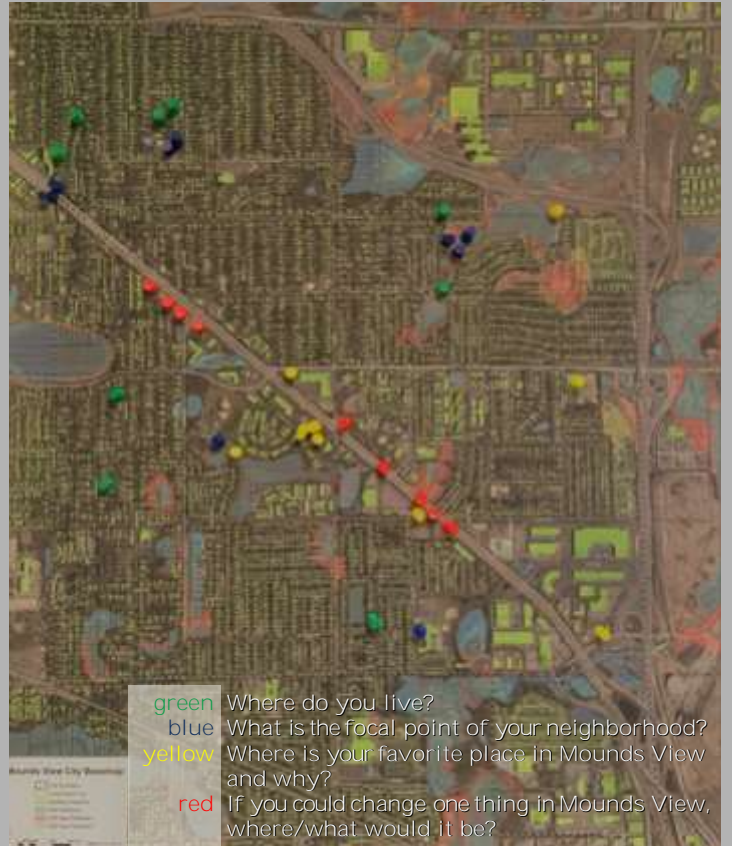 Mounds View City Basemap
green Where do you live?
blue What is the focal point of your neighborhood?
yellow Where is your favorite place in Mounds View
and why?
red If you could change one thing in Mounds View,
where/what would it be?